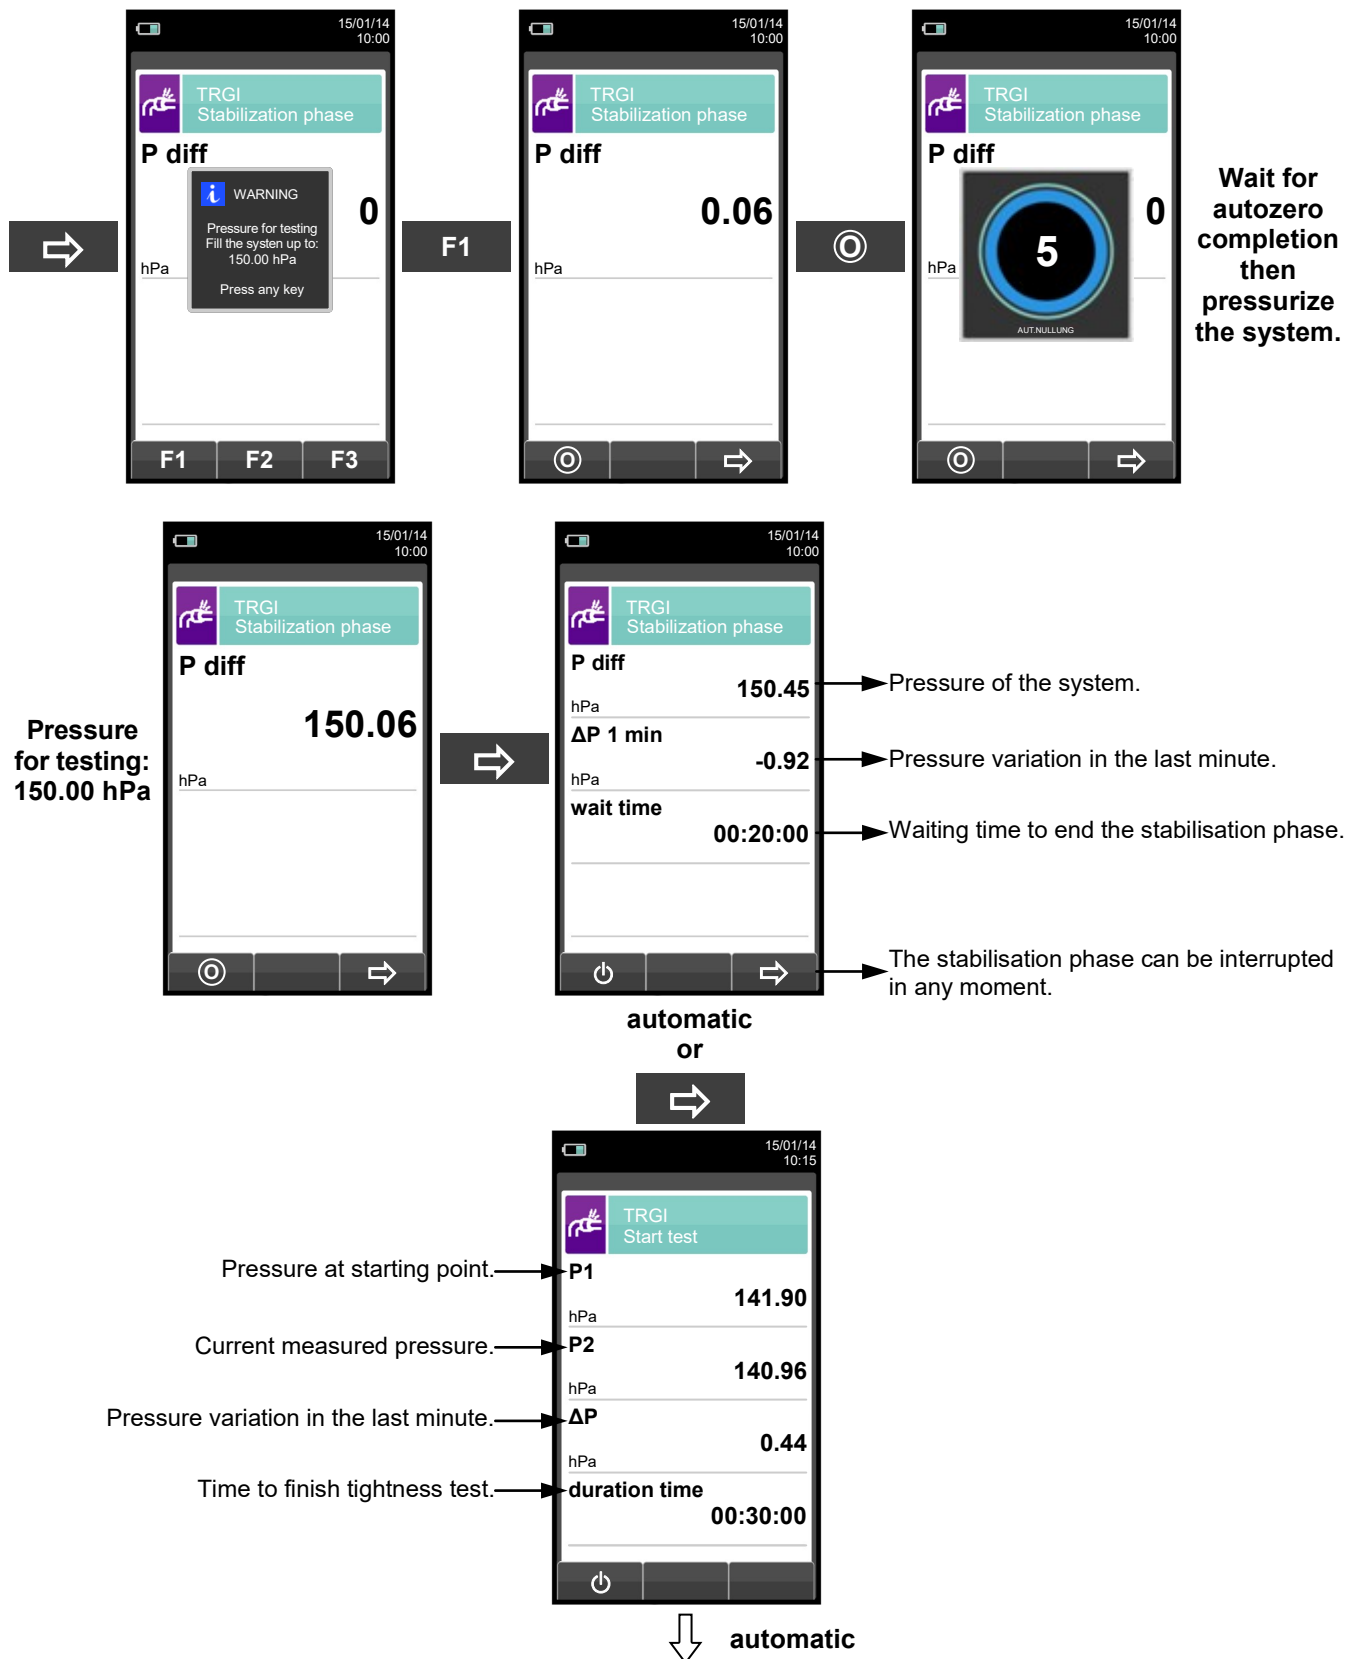 15/01/14
10:00
TRGI
Stabilization phase
P diff
0
hPa
WARNING
Pressure for testing
Fill the systen up to:
150.00 hPa
Press any key
F1 F2 F3
F1
15/01/14
10:00
TRGI
Stabilization phase
P diff
0.06
hPa
15/01/14
10:00
TRGI
Stabilization phase
P diff
0
hPa
5
AUT.NULLUNG
Wait for
autozero
completion
then
pressurize
the system.
Pressure
for testing:
150.00 hPa
15/01/14
10:00
TRGI
Stabilization phase
P diff
150.06
hPa
15/01/14
10:00
TRGI
Stabilization phase
P diff
150.45
hPa
ΔP 1 min
-0.92
hPa
wait time
00:20:00
Pressure of the system.
Pressure variation in the last minute.
Waiting time to end the stabilisation phase.
The stabilisation phase can be interrupted
in any moment.
automatic
or
15/01/14
10:15
TRGI
Start test
Pressure at starting point.
P1
141.90
hPa
Current measured pressure.
P2
140.96
hPa
Pressure variation in the last minute.
ΔP
0.44
hPa
Time to finish tightness test.
duration time
00:30:00
automatic